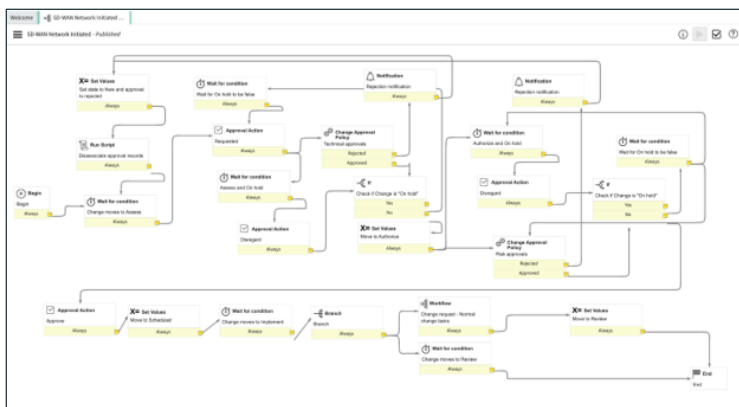 Welcome
SD-WAN Network Initiated ...
SD-WAN Network Initiated - Published
Set Values
Set state to New and approval
to rejected
Always
Wait for condition
Wait for On hold to be false
Always
Notification
Rejection notification
Always
Notification
Rejection notification
Always
Run Script
Disassociate approval records
Always
Approval Action
Requested
Always
Change Approval
Policy
Technical approvals
Rejected
Approved
Wait for condition
Authorize and On hold
Always
Wait for condition
Wait for On hold to be false
Always
Begin
Begin
Always
Wait for condition
Change moves to Assess
Always
Wait for condition
Assess and On hold
Always
If
Check if Change is "On hold"
Yes
No
Approval Action
Disregard
Always
If
Check if Change is "On hold"
Yes
No
Approval Action
Disregard
Always
Set Values
Move to Authorize
Always
Change Approval
Policy
Risk approvals
Rejected
Approved
Approval Action
Approve
Always
Set Values
Move to Scheduled
Always
Wait for condition
Change moves to Implement
Always
Branch
Branch
Always
Workflow
Change request - Normal
change tasks
Always
Set Values
Move to Review
Always
Wait for condition
Change moves to Review
Always
End
End